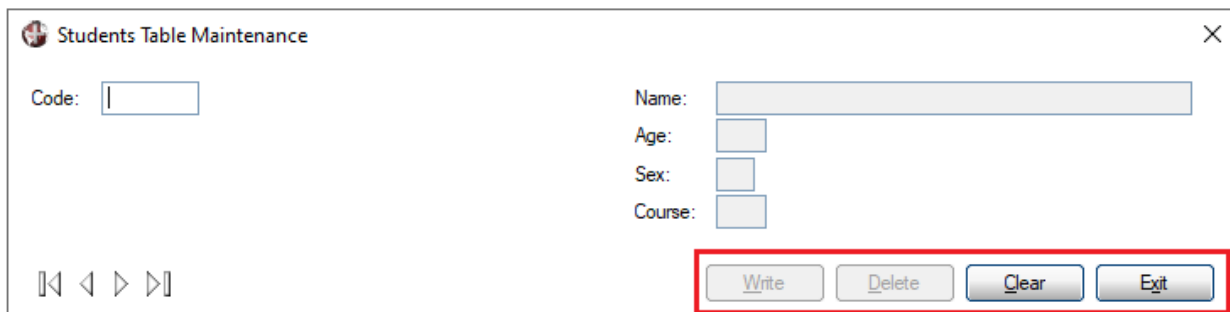 Students Table Maintenance
Code:
Name:
Age:
Sex:
Course:
Write Delete Clear Exit